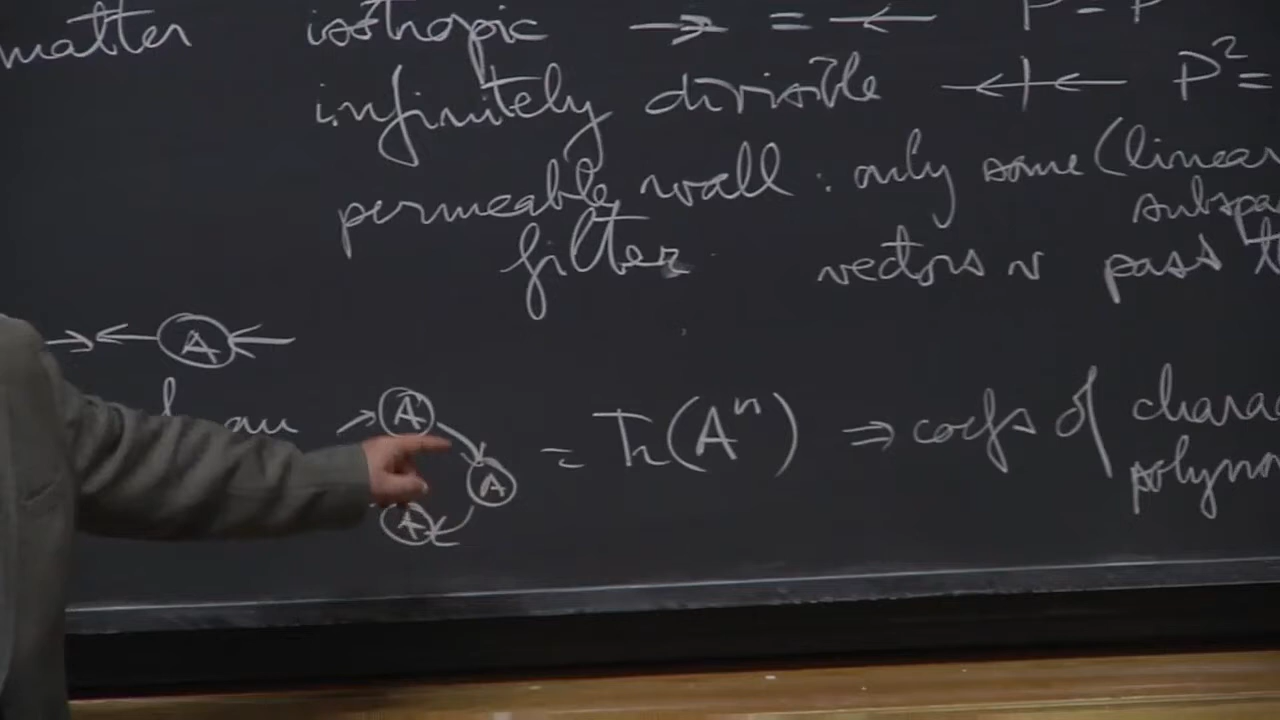 matter isotropic → = ← P = P
infinitely divisible P² =
permeable wall : only some (linear
subspa
filter vectors v pass t
A
A
= Tr(Aⁿ) ⇒ coefs of charac
A polyno
A